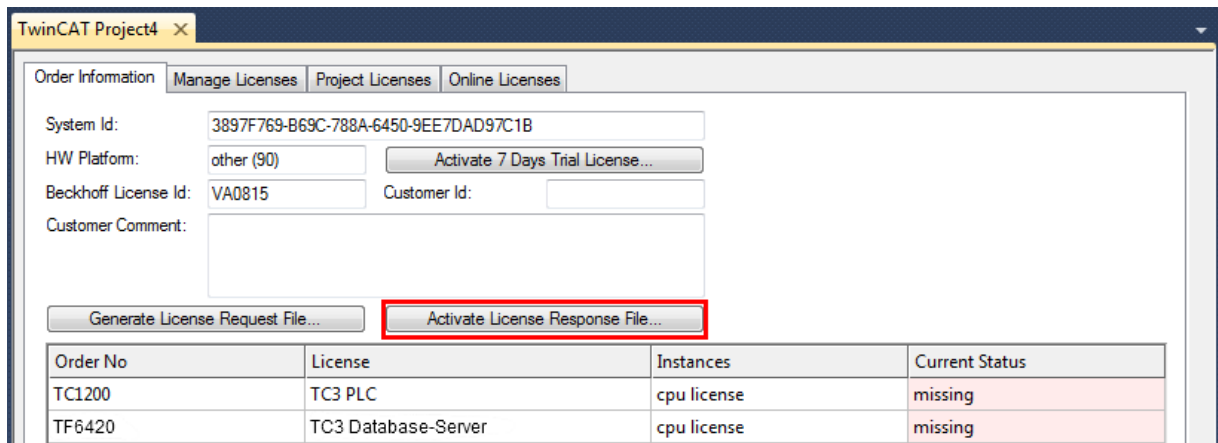 TwinCAT Project4
Order Information Manage Licenses Project Licenses Online Licenses
System Id: 3897F769-B69C-788A-6450-9EE7DAD97C1B
HW Platform: other (90) Activate 7 Days Trial License...
Beckhoff License Id: VA0815 Customer Id:
Customer Comment:
Generate License Request File... Activate License Response File...
Order No License Instances Current Status
TC1200 TC3 PLC cpu license missing
TF6420 TC3 Database-Server cpu license missing